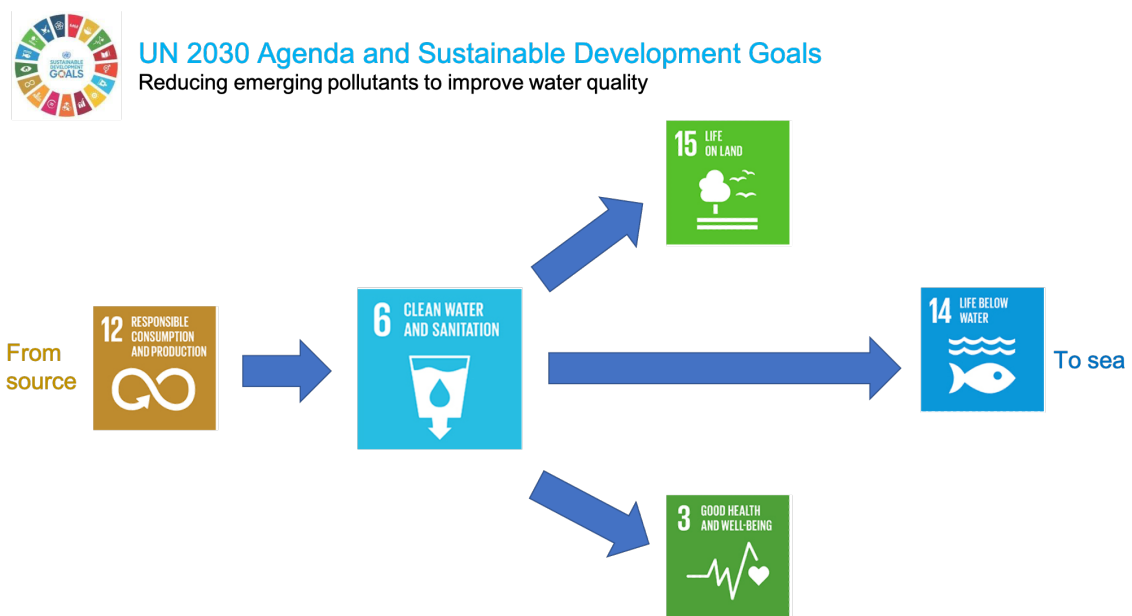 SUSTAINABLE
DEVELOPMENT
GOALS
UN 2030 Agenda and Sustainable Development Goals
Reducing emerging pollutants to improve water quality
15 LIFE
ON LAND
From
source
12 RESPONSIBLE
CONSUMPTION
AND PRODUCTION
6 CLEAN WATER
AND SANITATION
14 LIFE BELOW
WATER
To sea
3 GOOD HEALTH
AND WELL-BEING